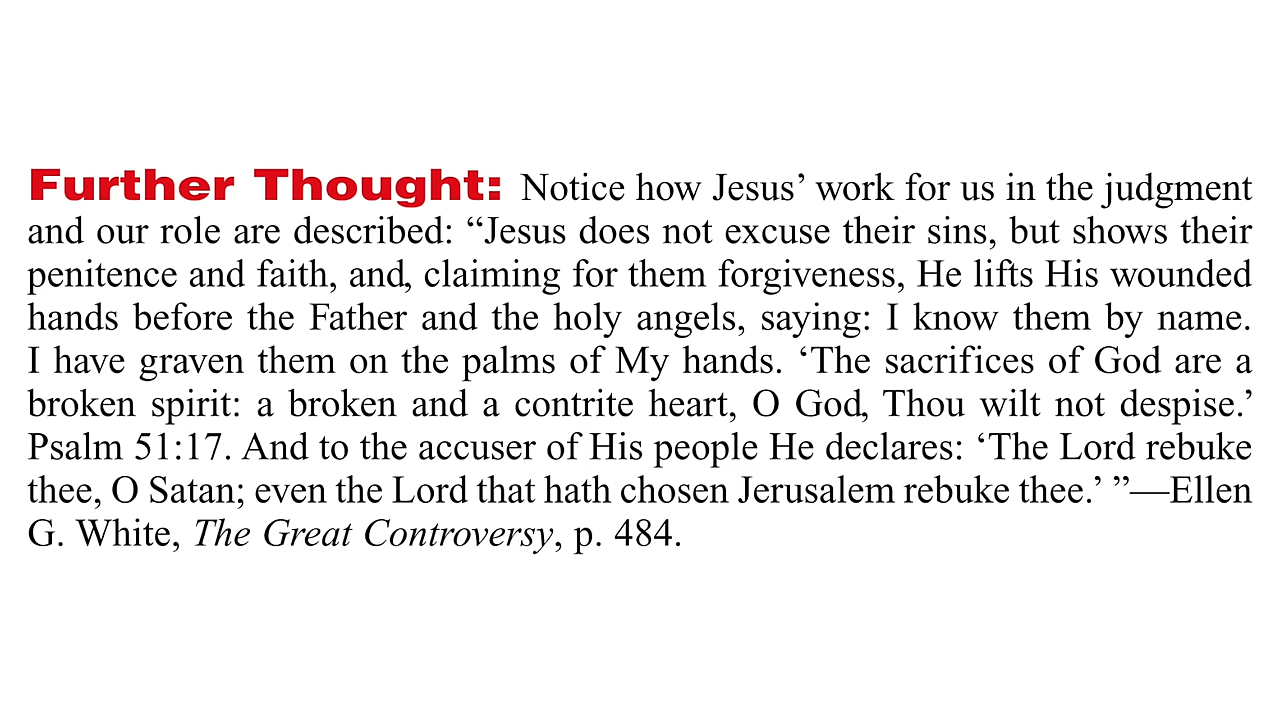 Further Thought: Notice how Jesus’ work for us in the judgment
and our role are described: “Jesus does not excuse their sins, but shows their
penitence and faith, and, claiming for them forgiveness, He lifts His wounded
hands before the Father and the holy angels, saying: I know them by name.
I have graven them on the palms of My hands. ‘The sacrifices of God are a
broken spirit: a broken and a contrite heart, O God, Thou wilt not despise.’
Psalm 51:17. And to the accuser of His people He declares: ‘The Lord rebuke
thee, O Satan; even the Lord that hath chosen Jerusalem rebuke thee.’ ”—Ellen
G. White, The Great Controversy, p. 484.